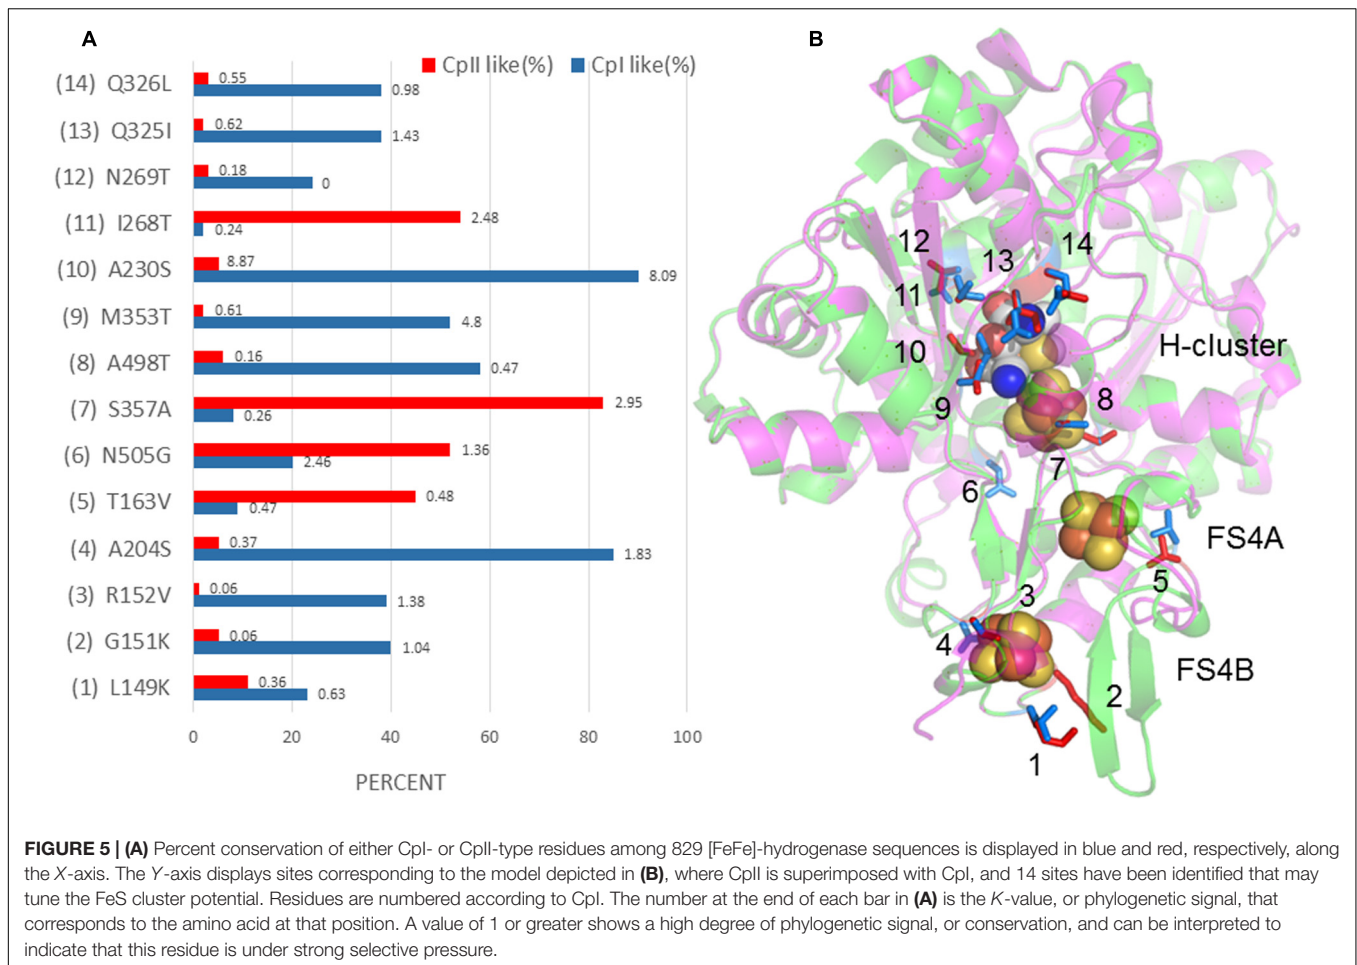 A
CpII like(%) CpI like(%)
(14) Q326L 0.55 0.98
(13) Q325I 0.62 1.43
(12) N269T 0.18 0
(11) I268T 2.48 0.24
(10) A230S 8.87 8.09
(9) M353T 0.61 4.8
(8) A498T 0.16 0.47
(7) S357A 2.95 0.26
(6) N505G 1.36 2.46
(5) T163V 0.48 0.47
(4) A204S 0.37 1.83
(3) R152V 0.06 1.38
(2) G151K 0.06 1.04
(1) L149K 0.36 0.63
0 20 40 60 80 100
PERCENT
B
12 13 14
11
10 H-cluster
9 8
7
6
FS4A
5
3
4
FS4B
2
1
FIGURE 5 | (A) Percent conservation of either CpI- or CpII-type residues among 829 [FeFe]-hydrogenase sequences is displayed in blue and red, respectively, along
the X-axis. The Y-axis displays sites corresponding to the model depicted in (B), where CpII is superimposed with CpI, and 14 sites have been identified that may
tune the FeS cluster potential. Residues are numbered according to CpI. The number at the end of each bar in (A) is the K-value, or phylogenetic signal, that
corresponds to the amino acid at that position. A value of 1 or greater shows a high degree of phylogenetic signal, or conservation, and can be interpreted to
indicate that this residue is under strong selective pressure.